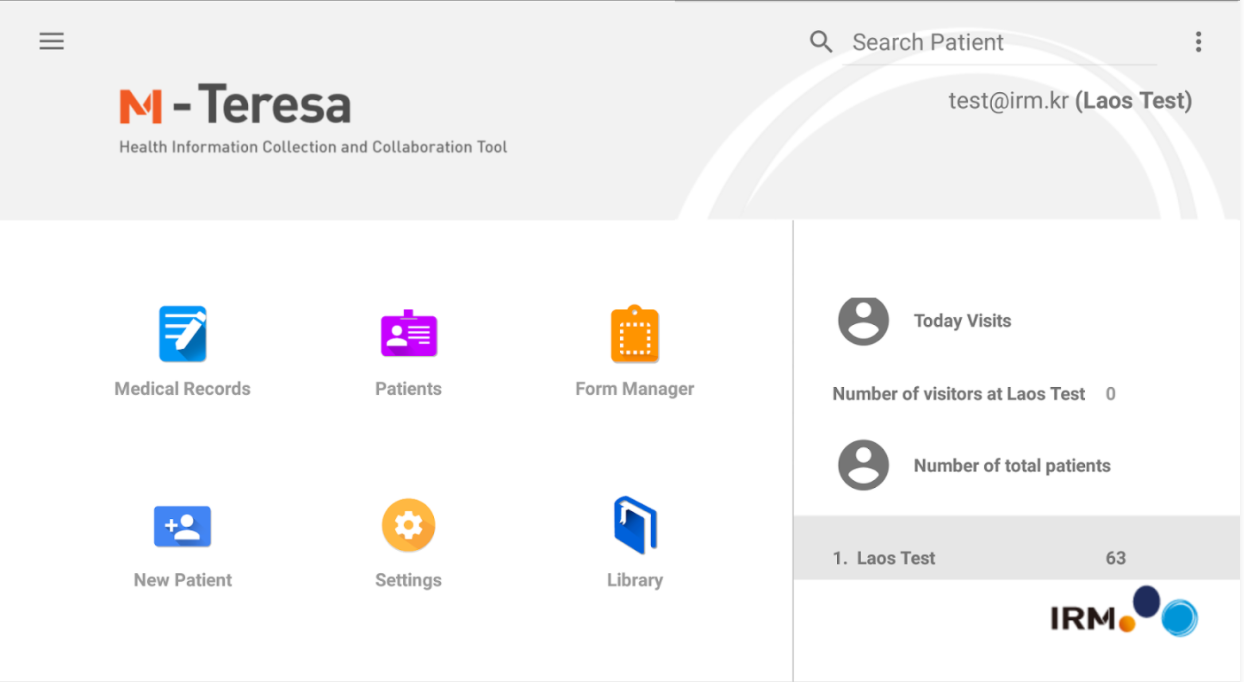 Search Patient
M-Teresa
test@irm.kr (Laos Test)
Health Information Collection and Collaboration Tool
Medical Records
Patients
Form Manager
New Patient
Settings
Library
Today Visits
Number of visitors at Laos Test 0
Number of total patients
1. Laos Test 63
IRM